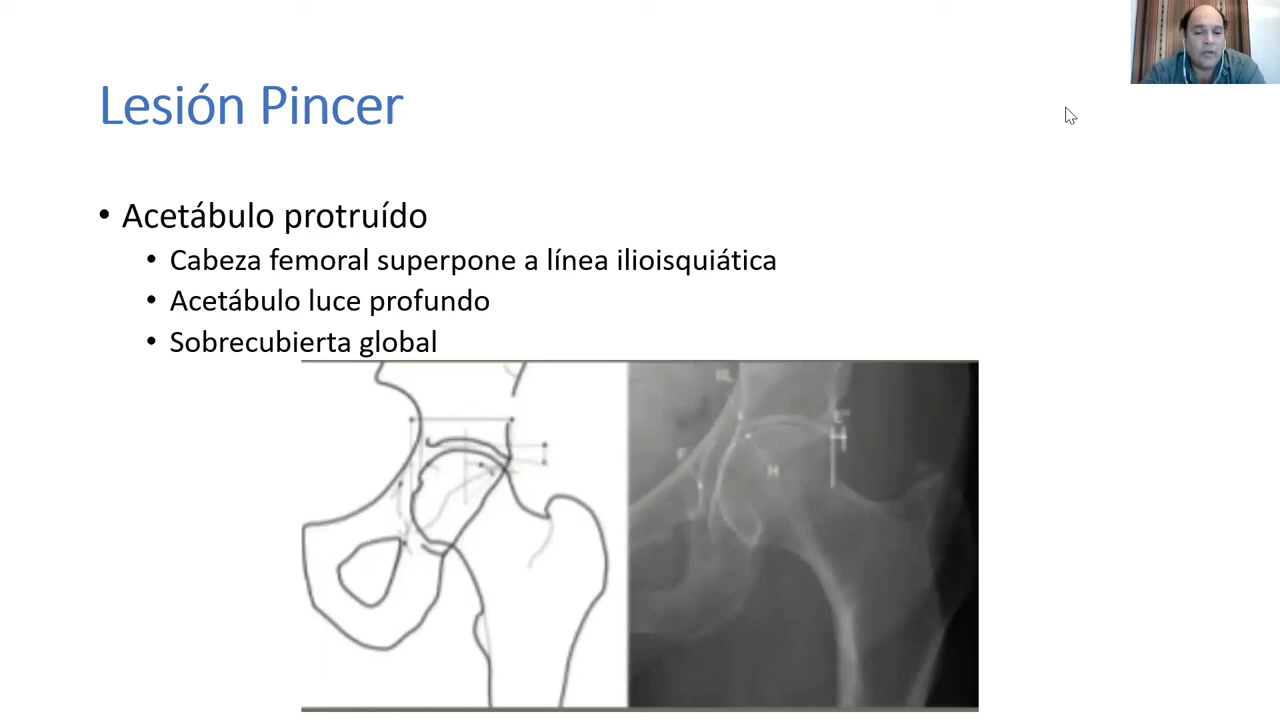 Lesión Pincer
• Acetábulo protruído
• Cabeza femoral superpone a línea ilioisquiática
• Acetábulo luce profundo
• Sobrecubierta global
F
H
E